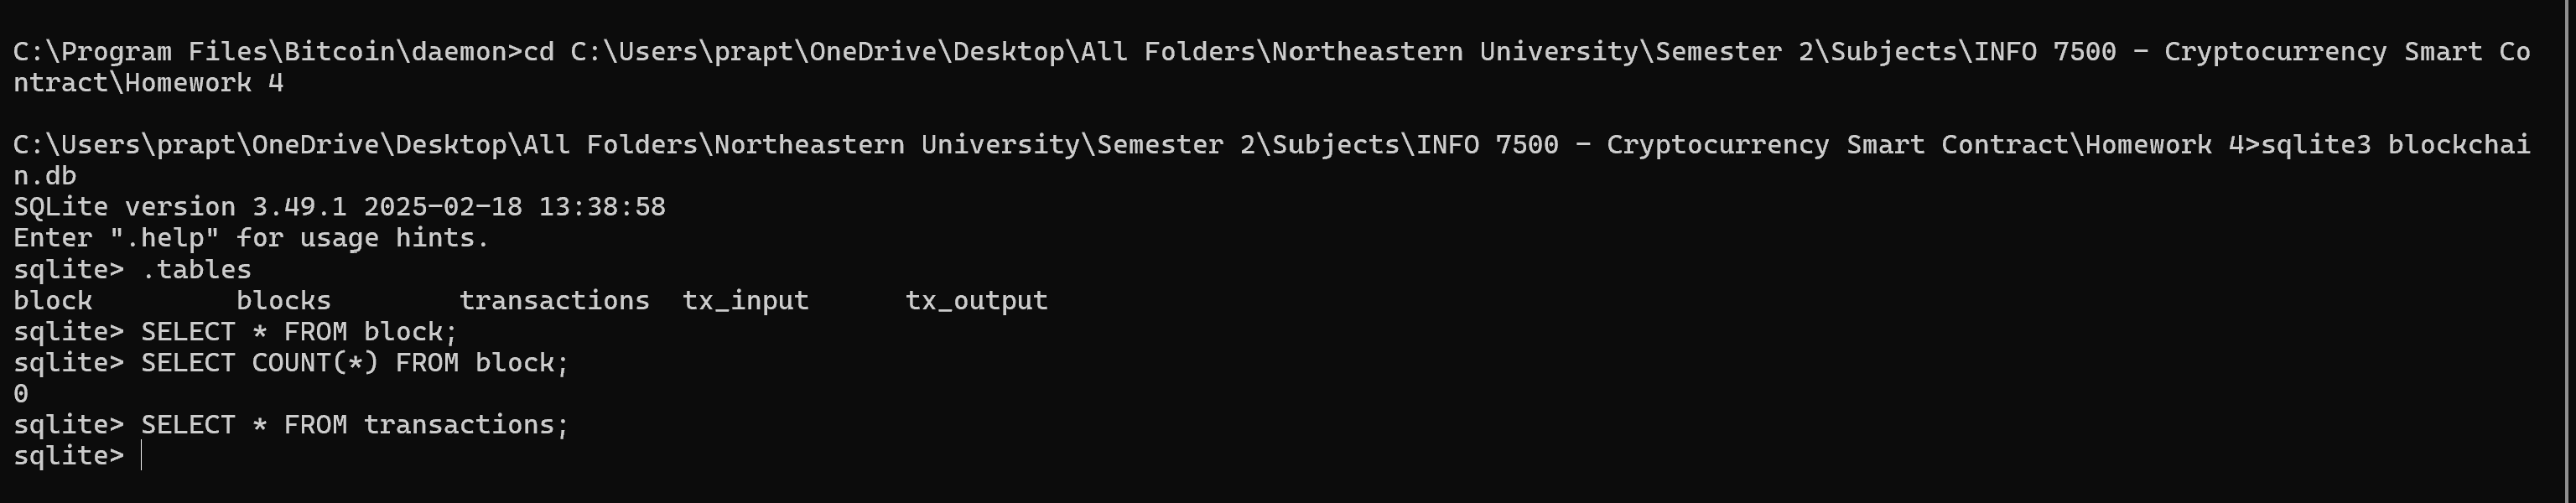 C:\Program Files\Bitcoin\daemon>cd C:\Users\prapt\OneDrive\Desktop\All Folders\Northeastern University\Semester 2\Subjects\INFO 7500 - Cryptocurrency Smart Co
ntract\Homework 4
C:\Users\prapt\OneDrive\Desktop\All Folders\Northeastern University\Semester 2\Subjects\INFO 7500 - Cryptocurrency Smart Contract\Homework 4>sqlite3 blockchai
n.db
SQLite version 3.49.1 2025-02-18 13:38:58
Enter ".help" for usage hints.
sqlite> .tables
block         blocks        transactions  tx_input      tx_output
sqlite> SELECT * FROM block;
sqlite> SELECT COUNT(*) FROM block;
0
sqlite> SELECT * FROM transactions;
sqlite>